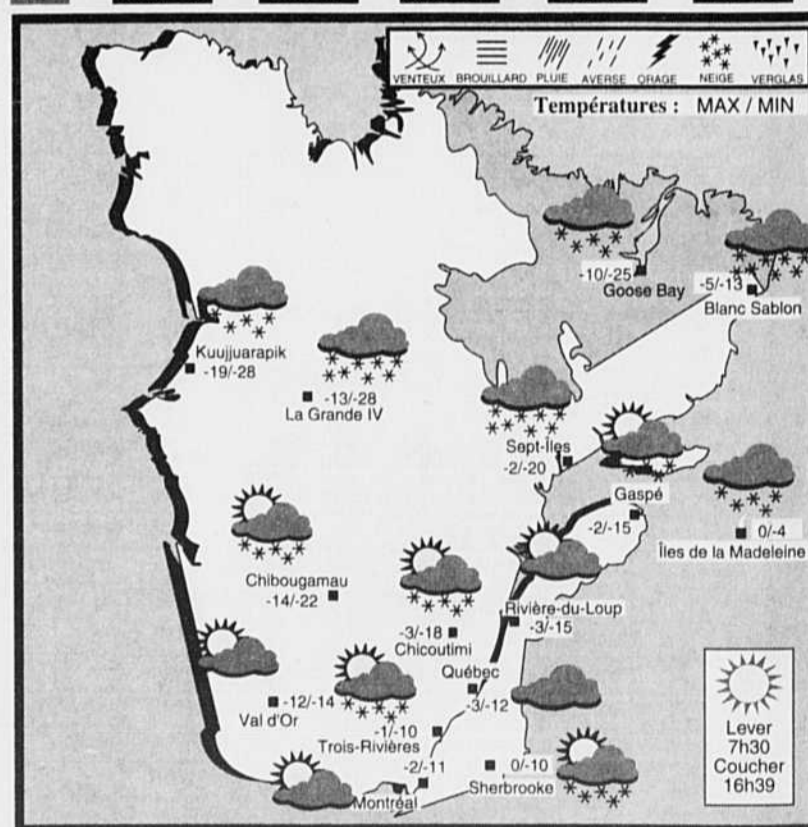 VENTEUX BROUILLARD PLUIE AVERSE ORAGE NEIGE VERGLAS
Températures : MAX / MIN
-10/-25
Goose Bay
-5/-13
Blanc Sablon
Kuujjuarapik
-19/-28
-13/-28
La Grande IV
Sept-Îles
-2/-20
Gaspé
-2/-15
0/-4
Îles de la Madeleine
Chibougamau
-14/-22
-3/-18
Chicoutimi
Rivière-du-Loup
-3/-15
Québec
-3/-12
-12/-14
Val d'Or
-1/-10
Trois-Rivières
-2/-11
Montréal
0/-10
Sherbrooke
Lever
7h30
Coucher
16h39